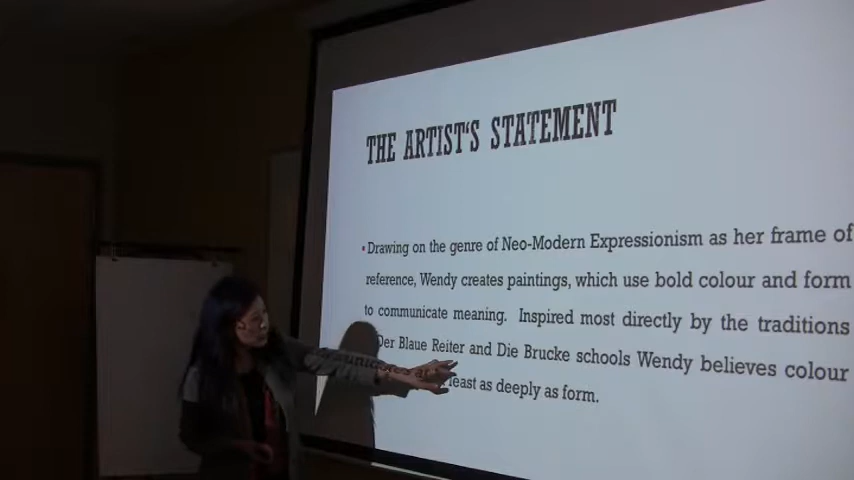 THE ARTIST'S STATEMENT
• Drawing on the genre of Neo-Modern Expressionism as her frame of
reference, Wendy creates paintings, which use bold colour and form
to communicate meaning. Inspired most directly by the traditions
Der Blaue Reiter and Die Brucke schools Wendy believes colour
communicates at least as deeply as form.